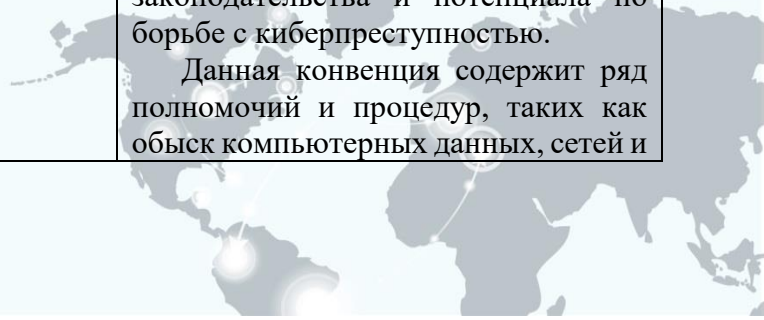 законодательства и потенциала по
борьбе с киберпреступностью.
Данная конвенция содержит ряд
полномочий и процедур, таких как
обыск компьютерных данных, сетей и